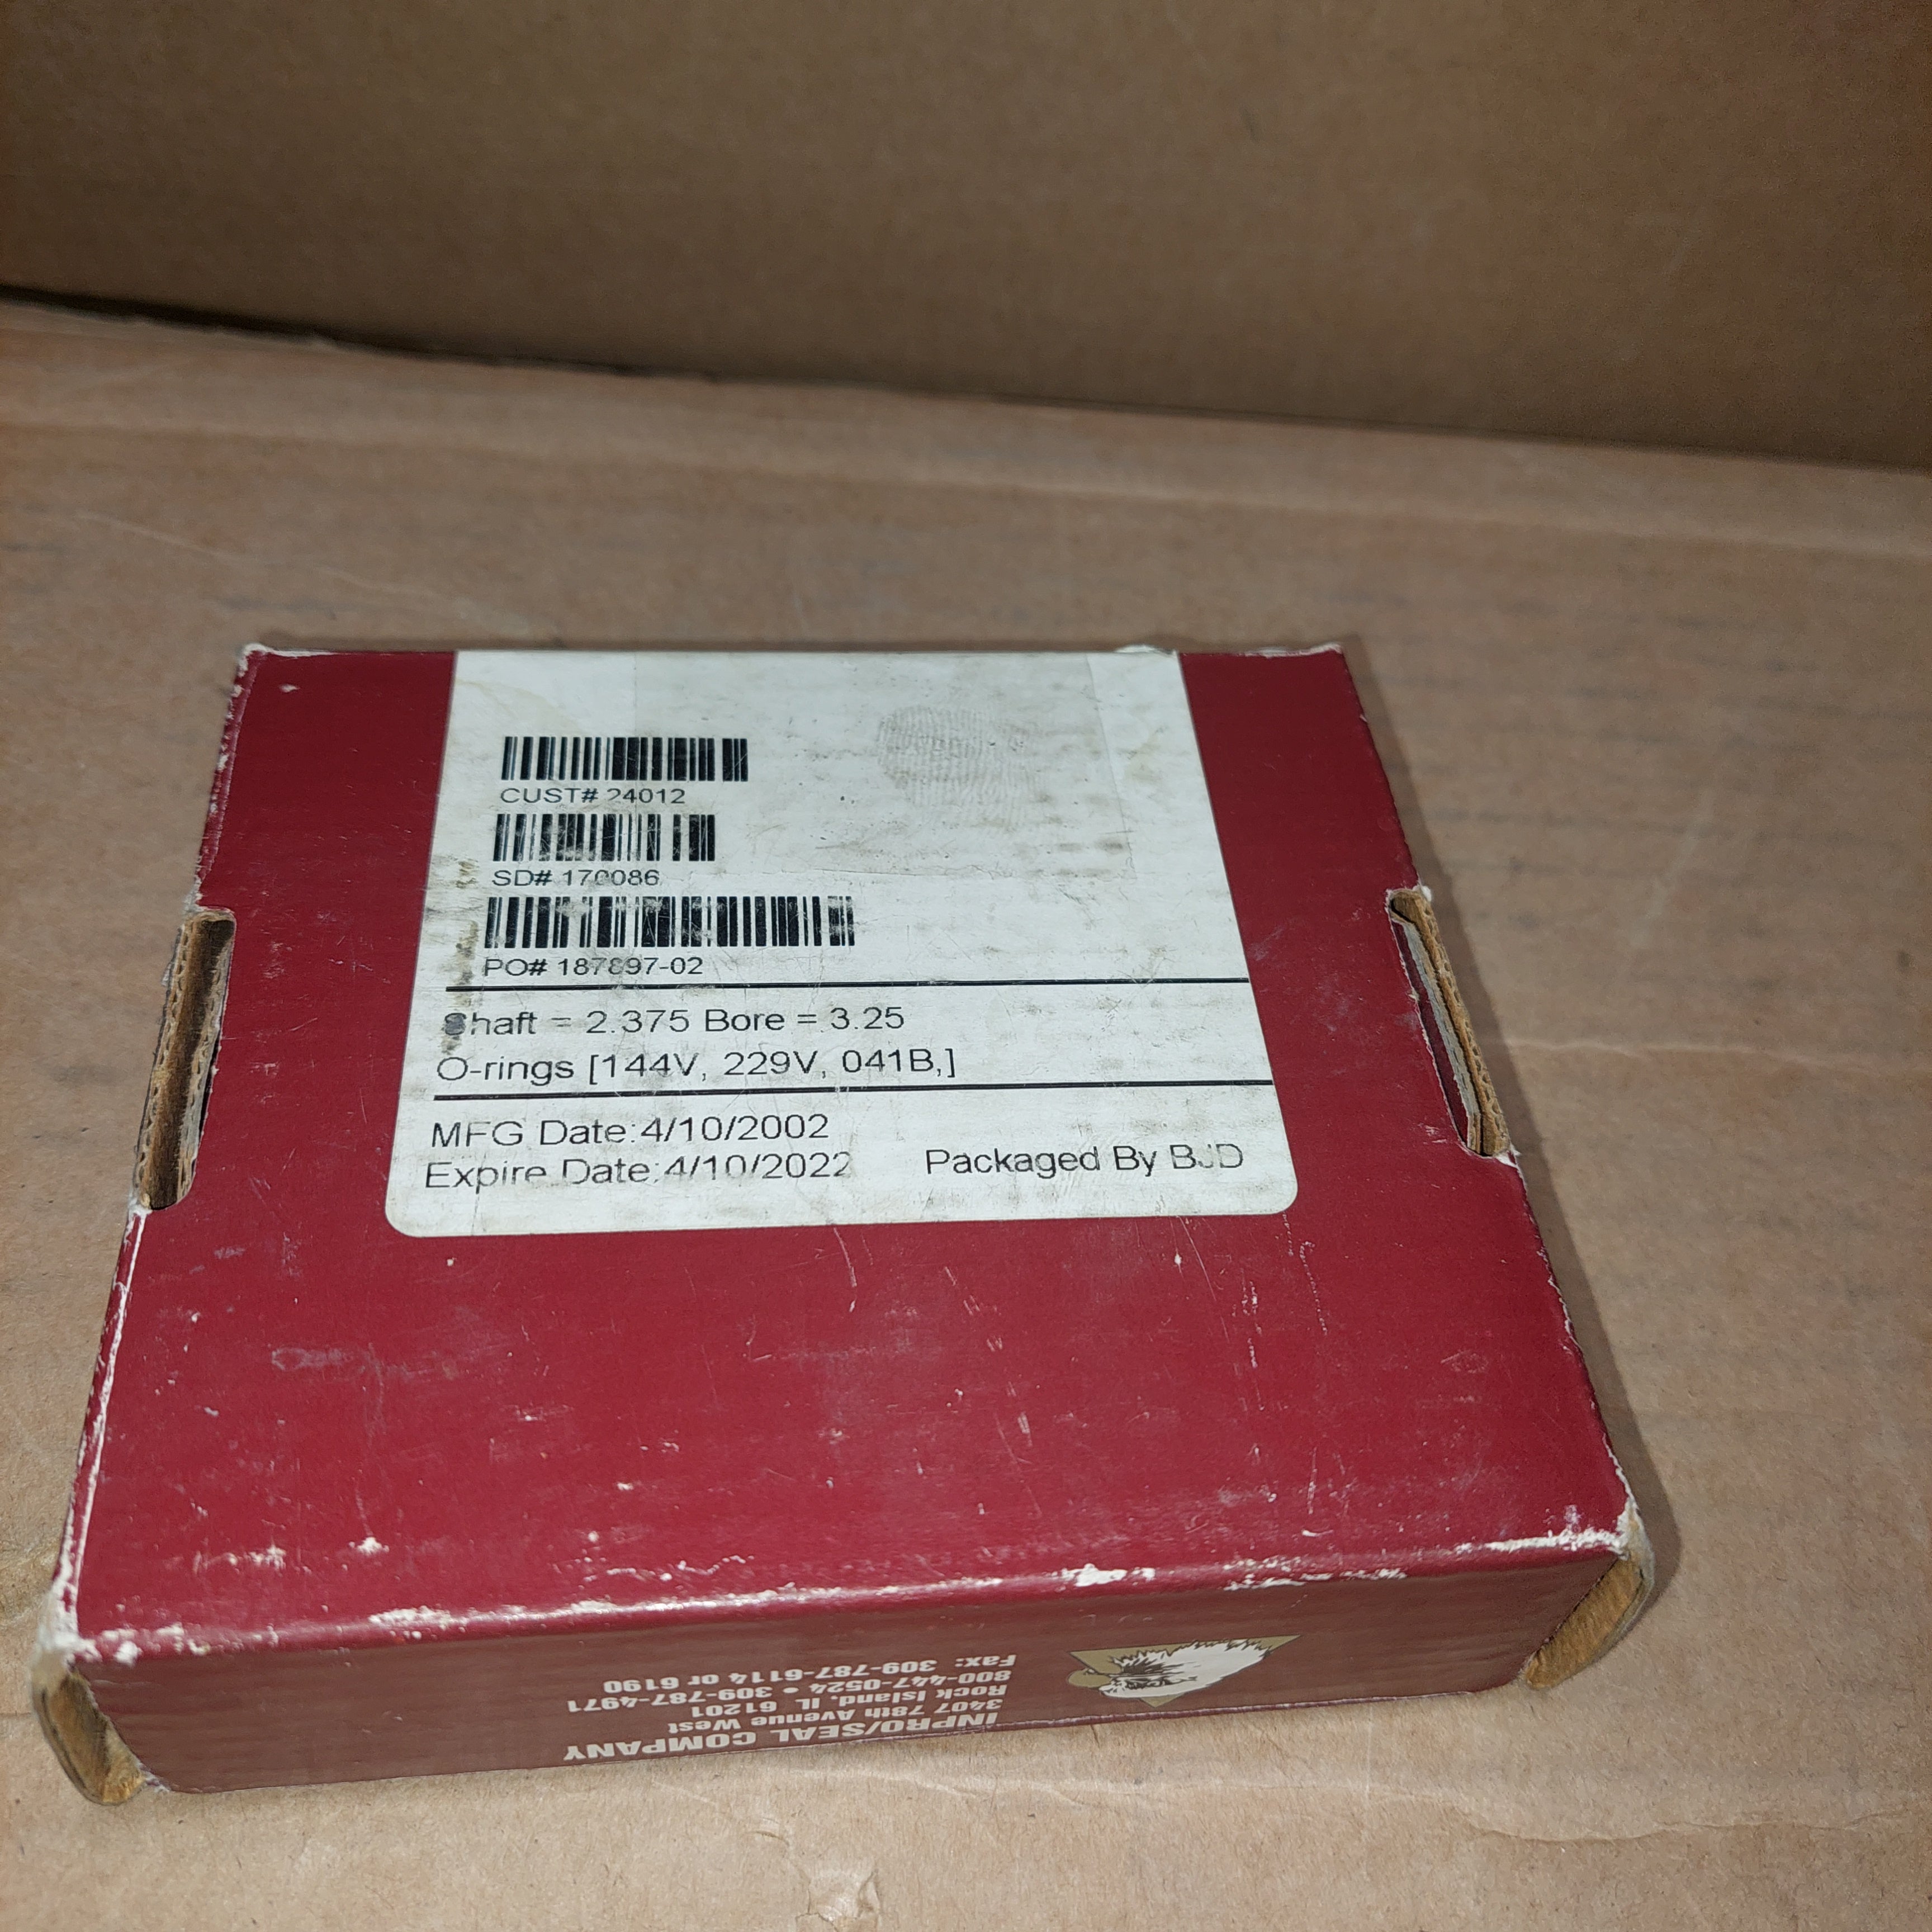 CUST# 24012
SD# 170086
PO# 187897-02
Shaft = 2.375 Bore = 3.25
O-rings [144V, 229V, 041B,]
MFG Date:4/10/2002
Expire Date:4/10/2022 Packaged By BJD
INPRO/SEAL COMPANY
3407 78th Avenue West
Rock Island, IL 61201
800-447-0524 • 309-787-4971
Fax: 309-787-6114 or 6190